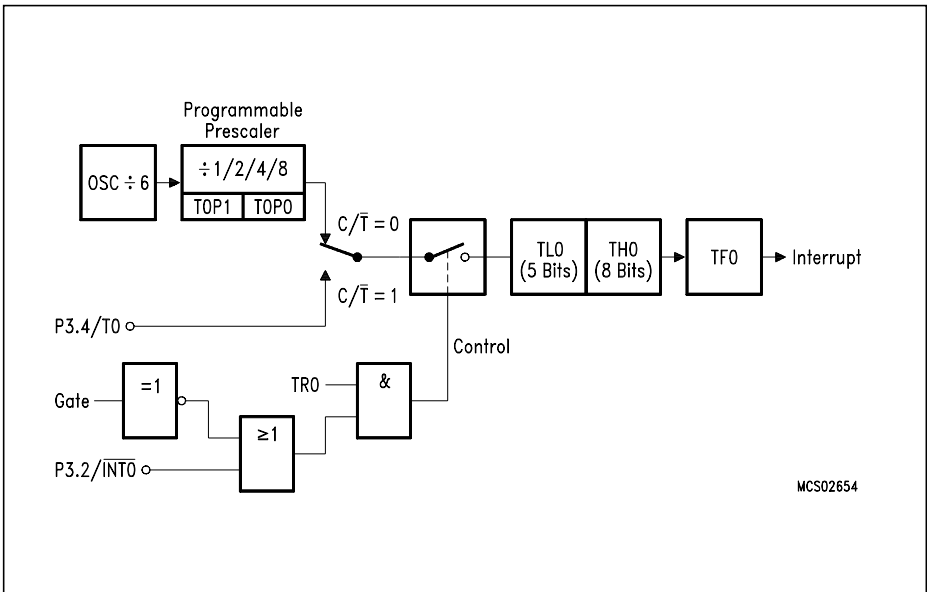 Programmable
Prescaler
OSC ÷ 6
÷ 1/2/4/8
T0P1
T0P0
C/T̅ = 0
C/T̅ = 1
P3.4/T0
TL0
(5 Bits)
TH0
(8 Bits)
TF0
Interrupt
Control
Gate
=1
TR0
&
≥1
P3.2/I̅N̅T̅0̅
MCS02654